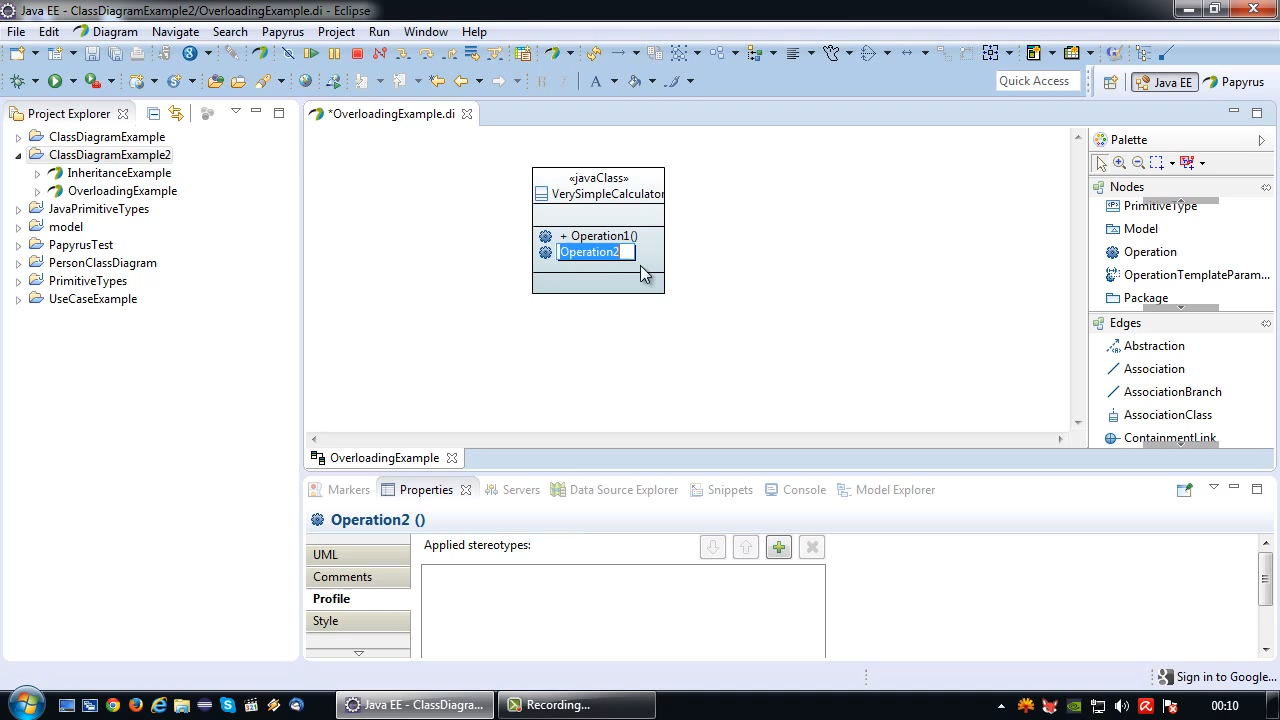 Java EE - ClassDiagramExample2/OverloadingExample.di - Eclipse
File Edit Diagram Navigate Search Papyrus Project Run Window Help
Quick Access
Java EE
Papyrus
Project Explorer
ClassDiagramExample
ClassDiagramExample2
InheritanceExample
OverloadingExample
JavaPrimitiveTypes
model
PapyrusTest
PersonClassDiagram
PrimitiveTypes
UseCaseExample
*OverloadingExample.di
«javaClass»
VerySimpleCalculator
+ Operation1()
Operation2
OverloadingExample
Palette
Nodes
PrimitiveType
Model
Operation
OperationTemplateParam...
Package
Edges
Abstraction
Association
AssociationBranch
AssociationClass
ContainmentLink
Markers Properties Servers Data Source Explorer Snippets Console Model Explorer
Operation2 ()
UML
Comments
Profile
Style
Applied stereotypes:
Sign in to Google...
Java EE - ClassDiagra...
Recording...
00:10